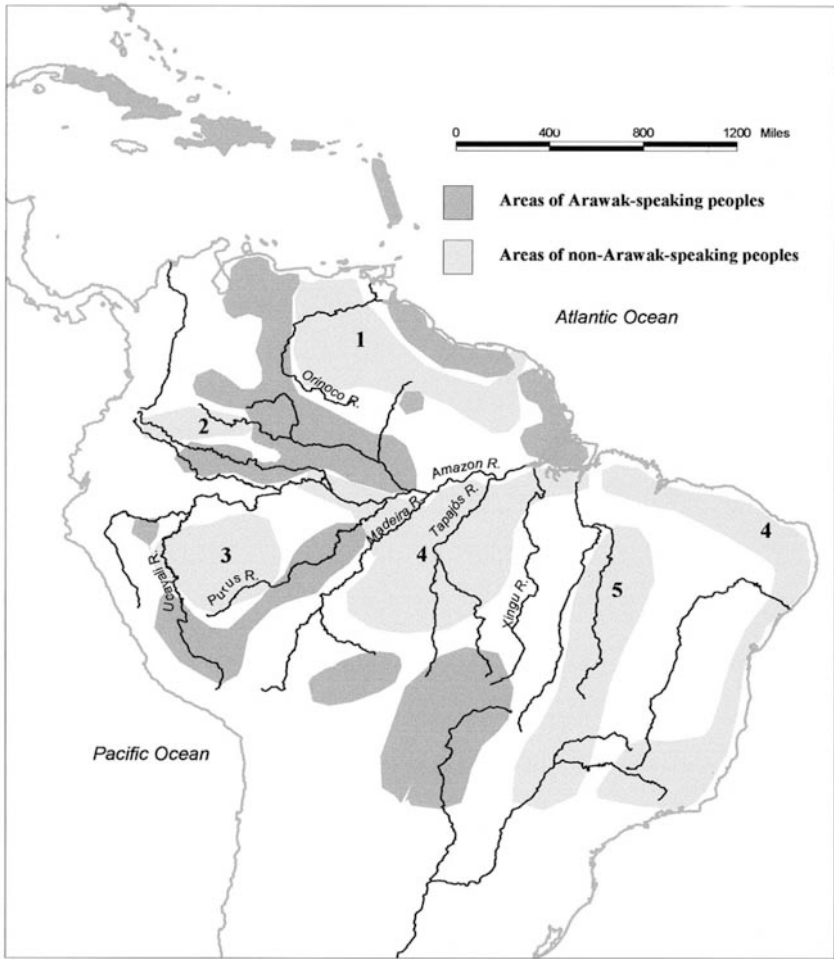 0 400 800 1200 Miles
Areas of Arawak-speaking peoples
Areas of non-Arawak-speaking peoples
Atlantic Ocean
1
Orinoco R.
2
Amazon R.
Madeira R.
Tapajós R.
4
4
3
Ucayali R.
Purus R.
Xingu R.
5
Pacific Ocean